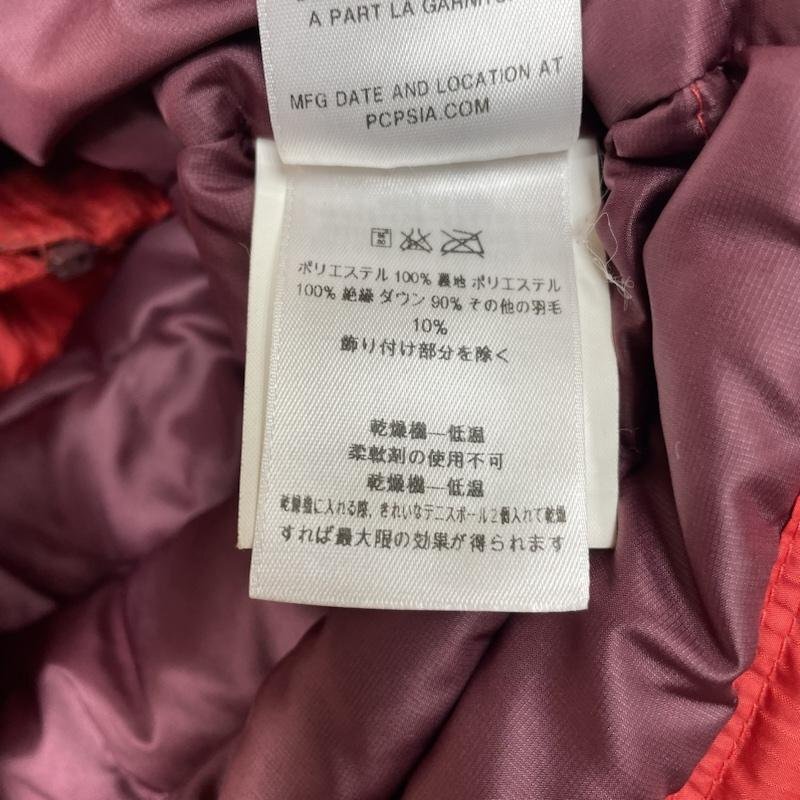 A PART LA GARNITU
MFG DATE AND LOCATION AT
PCPSIA.COM
ポリエステル 100% 裏地 ポリエステル
100% 絶縁 ダウン 90% その他の羽毛
10%
飾り付け部分を除く
乾燥機—低温
柔軟剤の使用不可
乾燥機—低温
乾燥機に入れる際、きれいなテニスボール2個入れて乾燥
すれば最大限の効果が得られます